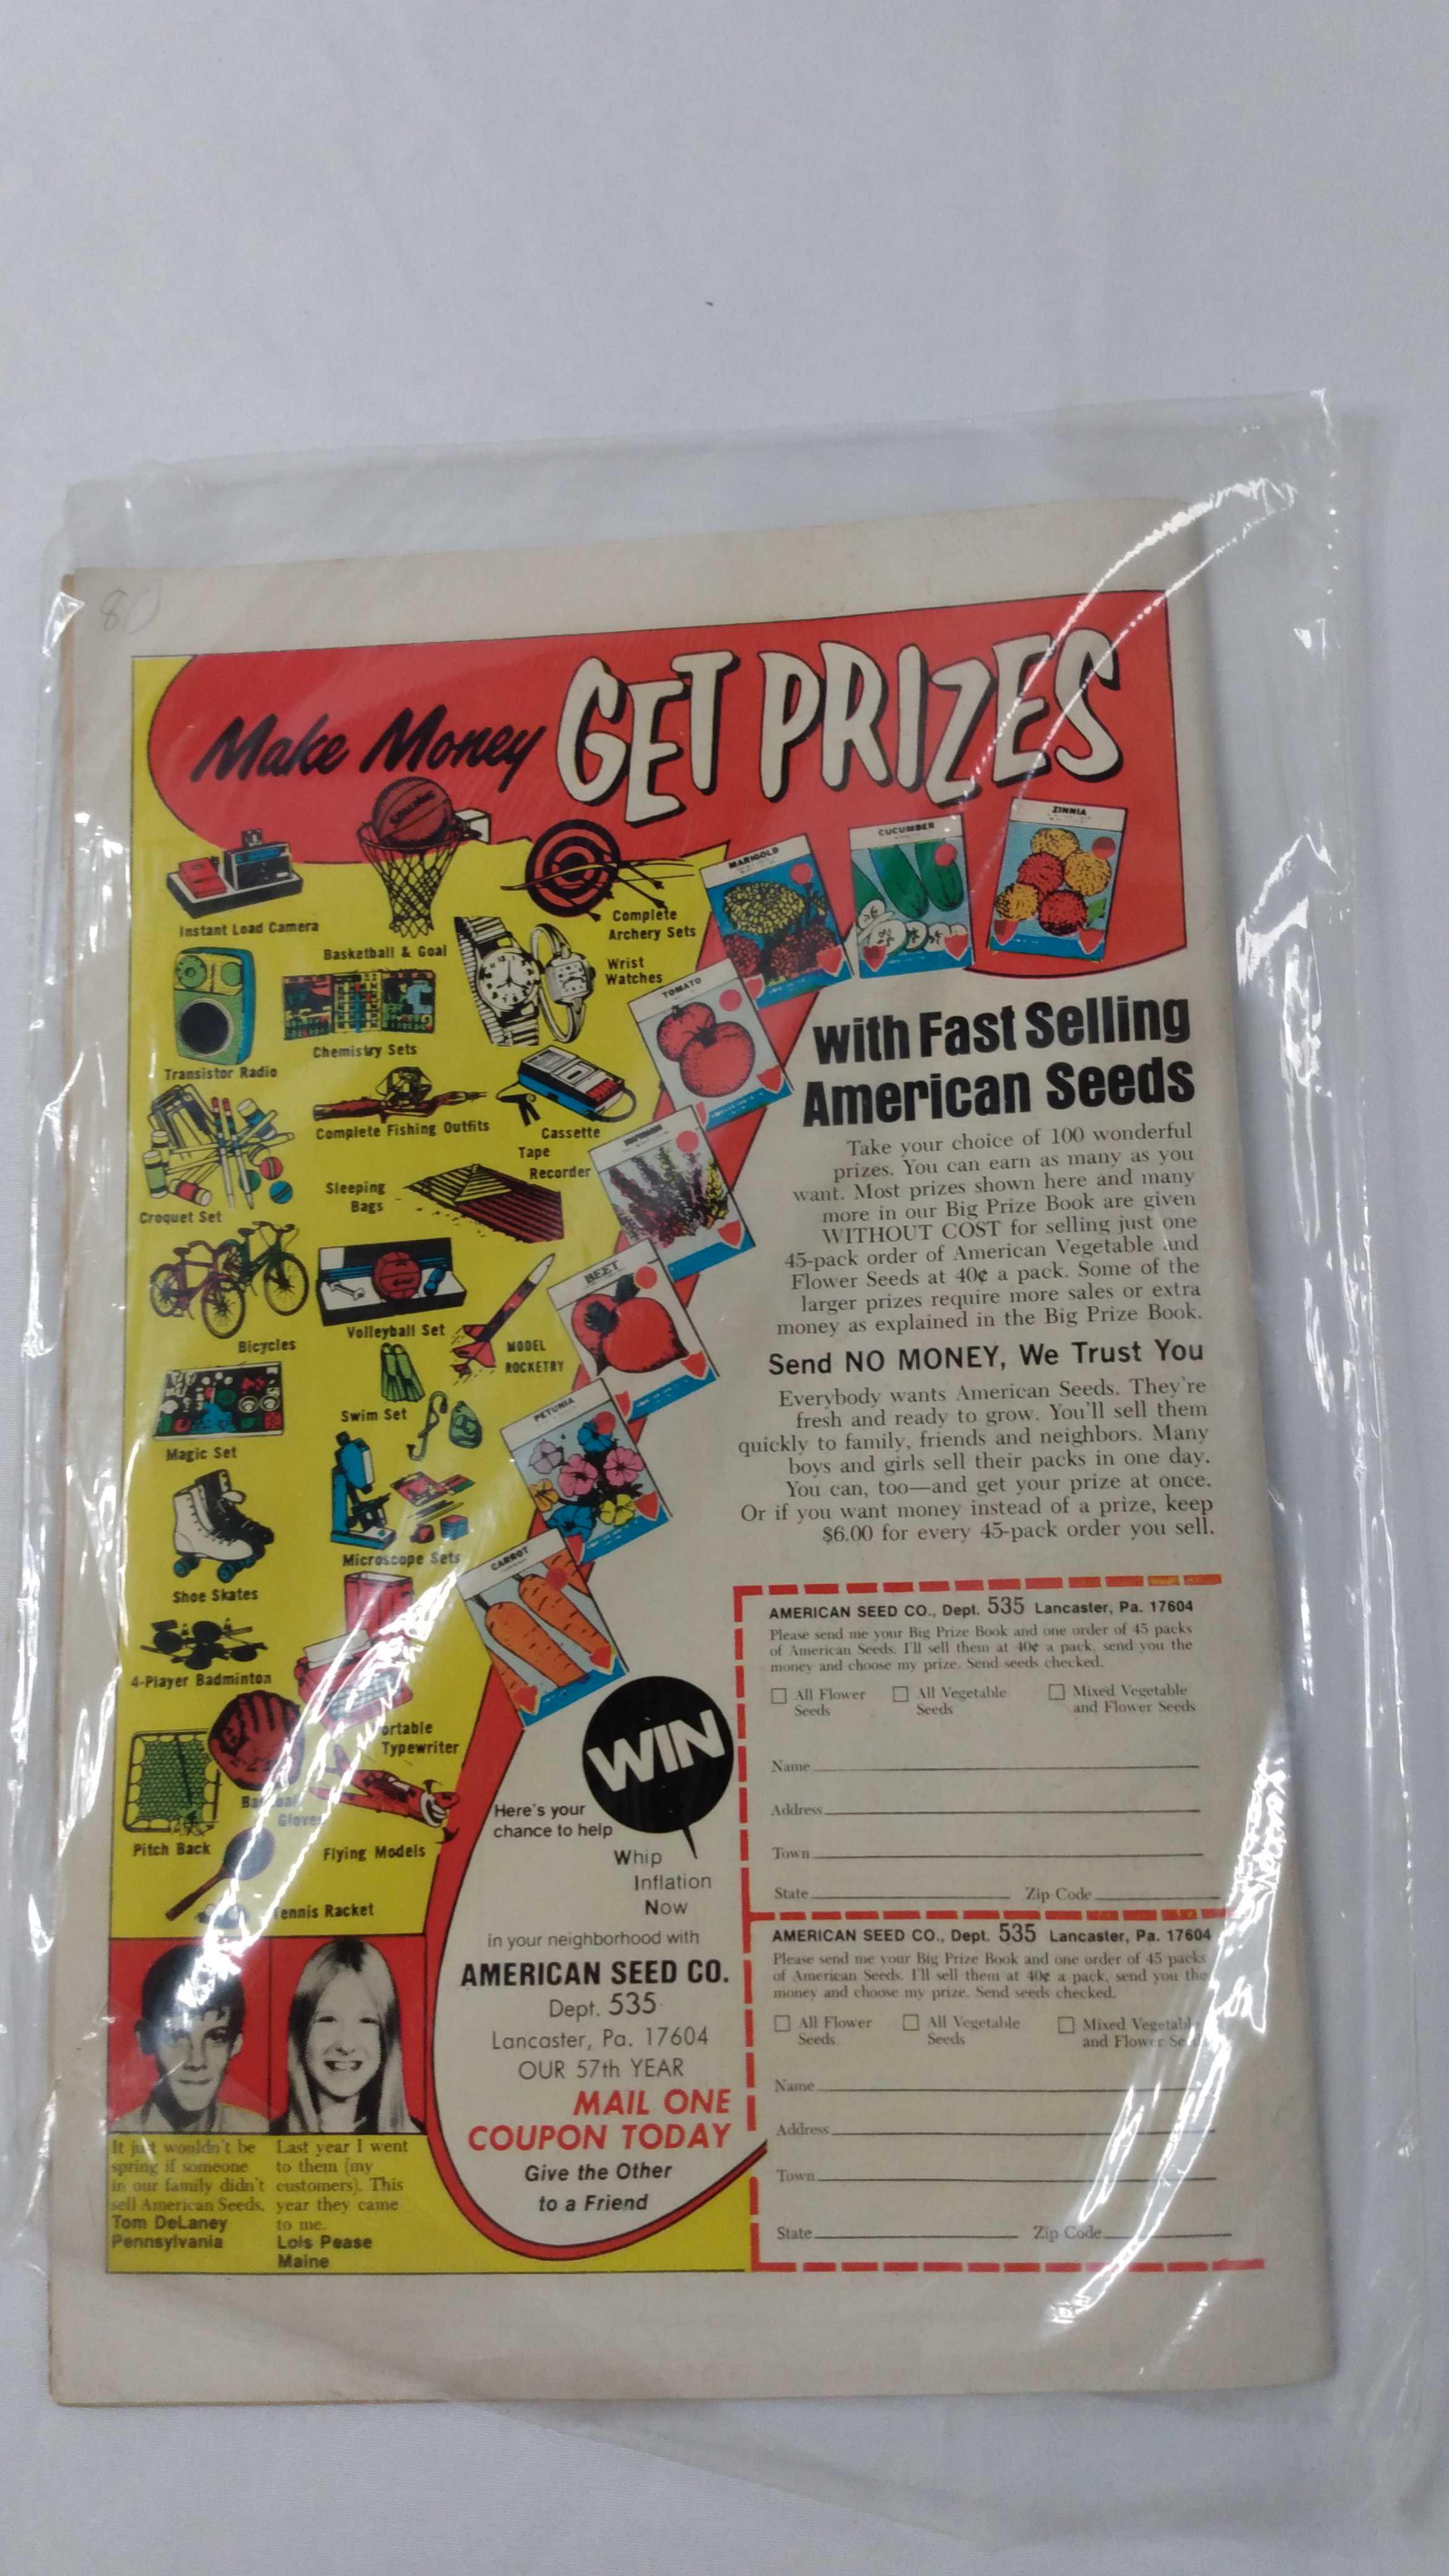 80
Make Money GET PRIZES
Spalding
Instant Load Camera
Basketball & Goal
Complete
Archery Sets
Wrist
Watches
Transistor Radio
Chemistry Sets
Complete Fishing Outfits
Cassette
Tape
Recorder
Croquet Set
Sleeping
Bags
Bicycles
Volleyball Set
MODEL
ROCKETRY
Magic Set
Swim Set
Shoe Skates
Microscope Sets
4-Player Badminton
Portable
Typewriter
Pitch Back
Baseball
Gloves
Flying Models
Tennis Racket
MARIGOLD
CUCUMBER
ZINNIA
TOMATO
BEET
PETUNIA
CARROT
with Fast Selling
American Seeds
Take your choice of 100 wonderful
prizes. You can earn as many as you
want. Most prizes shown here and many
more in our Big Prize Book are given
WITHOUT COST for selling just one
45-pack order of American Vegetable and
Flower Seeds at 40¢ a pack. Some of the
larger prizes require more sales or extra
money as explained in the Big Prize Book.
Send NO MONEY, We Trust You
Everybody wants American Seeds. They're
fresh and ready to grow. You'll sell them
quickly to family, friends and neighbors. Many
boys and girls sell their packs in one day.
You can, too—and get your prize at once.
Or if you want money instead of a prize, keep
$6.00 for every 45-pack order you sell.
WIN
Here's your
chance to help
Whip
Inflation
Now
in your neighborhood with
AMERICAN SEED CO.
Dept. 535
Lancaster, Pa. 17604
OUR 57th YEAR
MAIL ONE
COUPON TODAY
Give the Other
to a Friend
It just wouldn't be
spring if someone
in our family didn't
sell American Seeds.
Tom DeLaney
Pennsylvania
Last year I went
to them (my
customers). This
year they came
to me.
Lois Pease
Maine
AMERICAN SEED CO., Dept. 535 Lancaster, Pa. 17604
Please send me your Big Prize Book and one order of 45 packs
of American Seeds. I'll sell them at 40¢ a pack, send you the
money and choose my prize. Send seeds checked.
All Flower Seeds
All Vegetable Seeds
Mixed Vegetable and Flower Seeds
Name
Address
Town
State Zip Code
AMERICAN SEED CO., Dept. 535 Lancaster, Pa. 17604
Please send me your Big Prize Book and one order of 45 packs
of American Seeds. I'll sell them at 40¢ a pack, send you the
money and choose my prize. Send seeds checked.
All Flower Seeds
All Vegetable Seeds
Mixed Vegetable and Flower Seeds
Name
Address
Town
State Zip Code